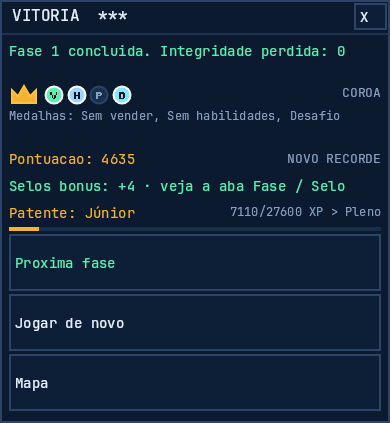 VITORIA ***
X
Fase 1 concluida. Integridade perdida: 0
V H P D
COROA
Medalhas: Sem vender, Sem habilidades, Desafio
Pontuacao: 4635
NOVO RECORDE
Selos bonus: +4 · veja a aba Fase / Selo
Patente: Júnior
7110/27600 XP > Pleno
Proxima fase
Jogar de novo
Mapa